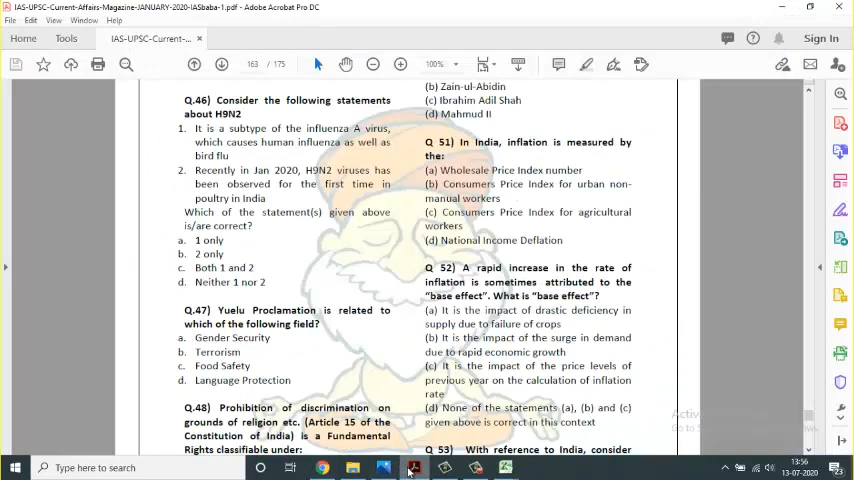 IAS-UPSC-Current-Affairs-Magazine-JANUARY-2020-IASbaba-1.pdf - Adobe Acrobat Pro DC
File Edit View Window Help
Home Tools IAS-UPSC-Current-... × Sign In
163 / 175 100%
Q.46) Consider the following statements
about H9N2
1. It is a subtype of the influenza A virus,
which causes human influenza as well as
bird flu
2. Recently in Jan 2020, H9N2 viruses has
been observed for the first time in
poultry in India
Which of the statement(s) given above
is/are correct?
a. 1 only
b. 2 only
c. Both 1 and 2
d. Neither 1 nor 2
Q.47) Yuelu Proclamation is related to
which of the following field?
a. Gender Security
b. Terrorism
c. Food Safety
d. Language Protection
Q.48) Prohibition of discrimination on
grounds of religion etc. (Article 15 of the
Constitution of India) is a Fundamental
Rights classifiable under:
(b) Zain-ul-Abidin
(c) Ibrahim Adil Shah
(d) Mahmud II
Q 51) In India, inflation is measured by
the:
(a) Wholesale Price Index number
(b) Consumers Price Index for urban non-
manual workers
(c) Consumers Price Index for agricultural
workers
(d) National Income Deflation
Q 52) A rapid increase in the rate of
inflation is sometimes attributed to the
"base effect". What is "base effect"?
(a) It is the impact of drastic deficiency in
supply due to failure of crops
(b) It is the impact of the surge in demand
due to rapid economic growth
(c) It is the impact of the price levels of
previous year on the calculation of inflation
rate
(d) None of the statements (a), (b) and (c)
given above is correct in this context
Q 53) With reference to India, consider
Type here to search
13:56
13-07-2020
23